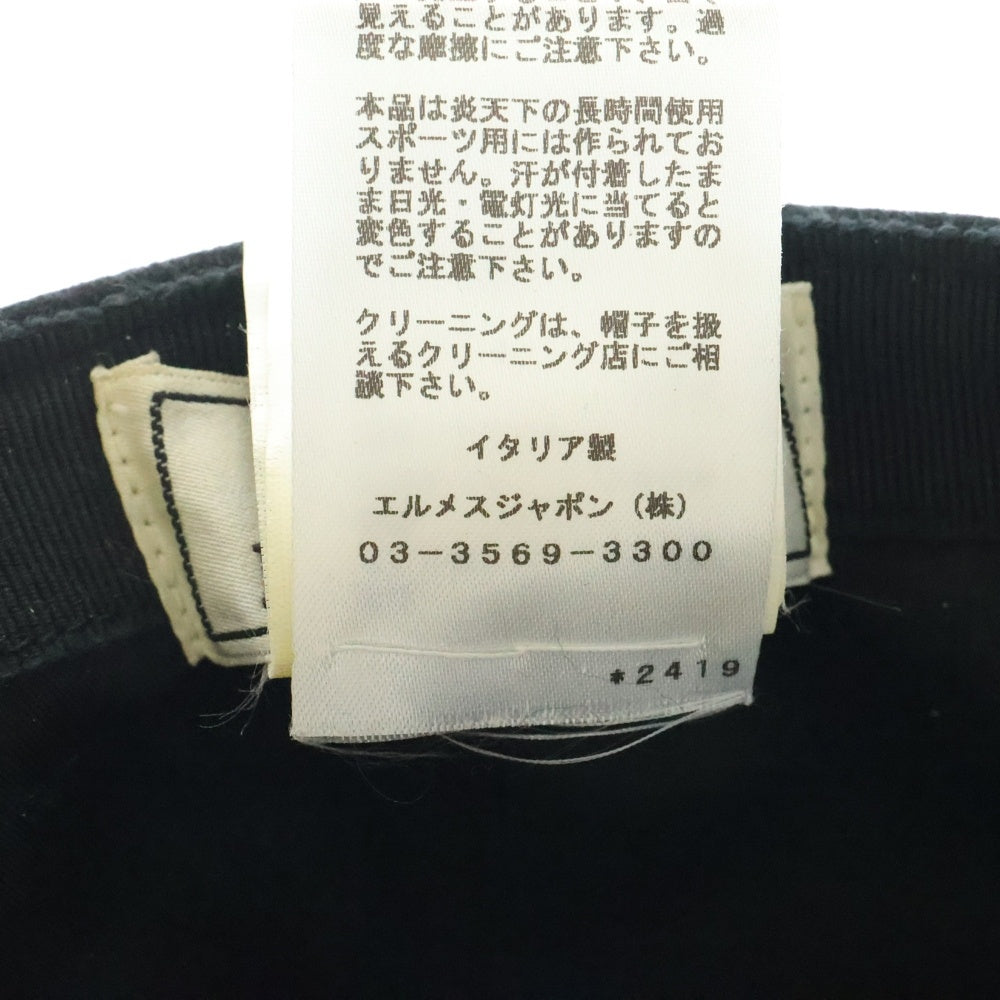 見えることがあります。過
度な摩擦にご注意下さい。
本品は炎天下の長時間使用
スポーツ用には作られてお
りません。汗が付着したま
ま日光・電灯光に当てると
変色することがありますの
でご注意下さい。
クリーニングは、帽子を扱
えるクリーニング店にご相
談下さい。
イタリア製
エルメスジャポン（株）
03-3569-3300
*2419